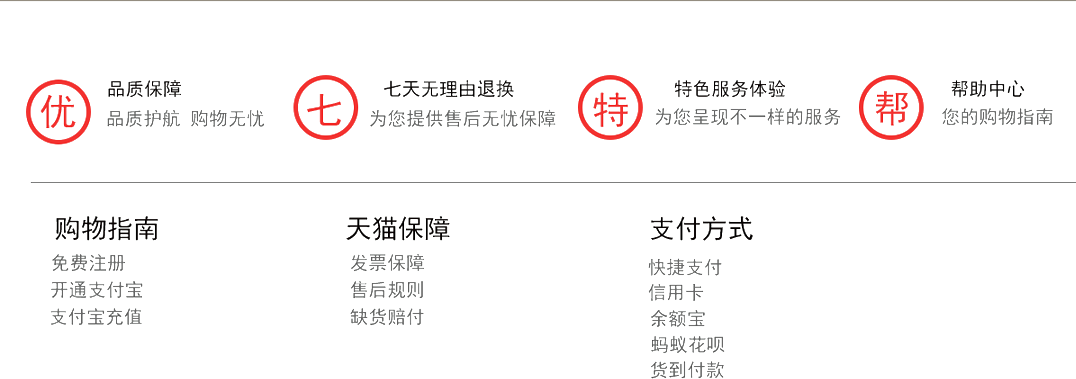 优
品质保障
品质护航 购物无忧
七
七天无理由退换
为您提供售后无忧保障
特
特色服务体验
为您呈现不一样的服务
帮
帮助中心
您的购物指南
购物指南
免费注册
开通支付宝
支付宝充值
天猫保障
发票保障
售后规则
缺货赔付
支付方式
快捷支付
信用卡
余额宝
蚂蚁花呗
货到付款